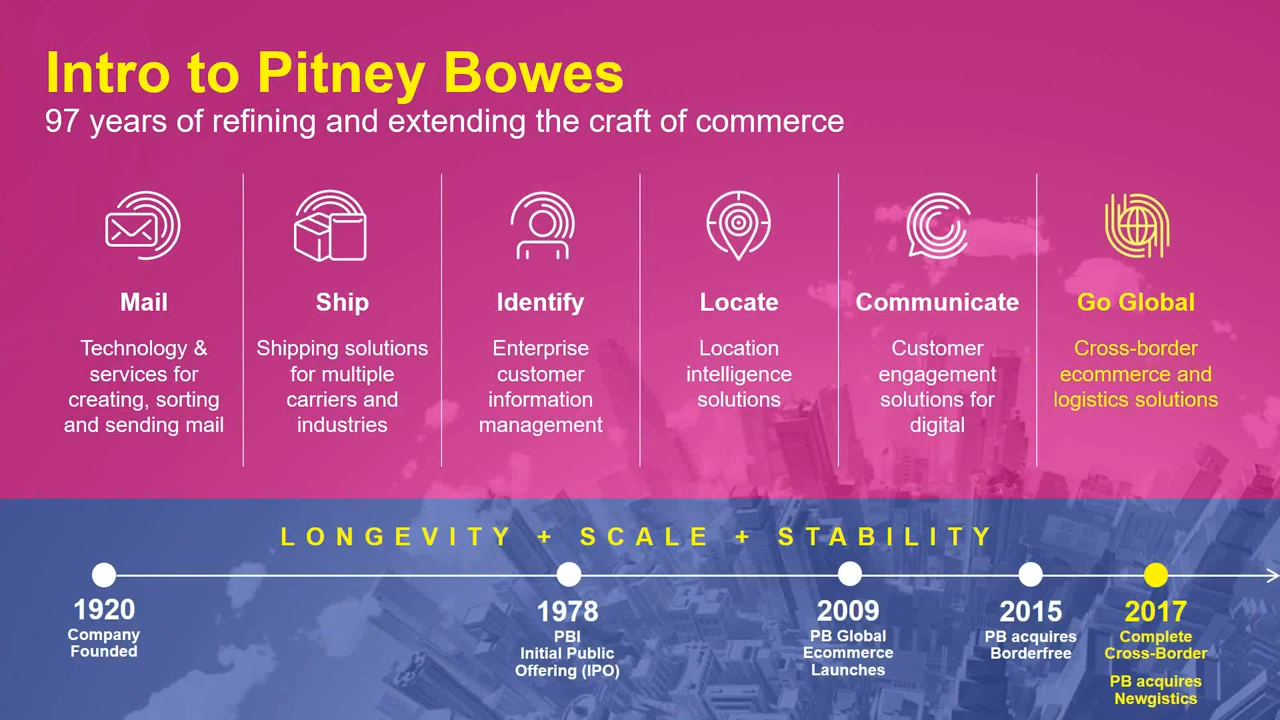 Intro to Pitney Bowes
97 years of refining and extending the craft of commerce
Mail
Technology &
services for
creating, sorting
and sending mail
Ship
Shipping solutions
for multiple
carriers and
industries
Identify
Enterprise
customer
information
management
Locate
Location
intelligence
solutions
Communicate
Customer
engagement
solutions for
digital
Go Global
Cross-border
ecommerce and
logistics solutions
LONGEVITY + SCALE + STABILITY
1920
Company
Founded
1978
PBI
Initial Public
Offering (IPO)
2009
PB Global
Ecommerce
Launches
2015
PB acquires
Borderfree
2017
Complete
Cross-Border
PB acquires
Newgistics